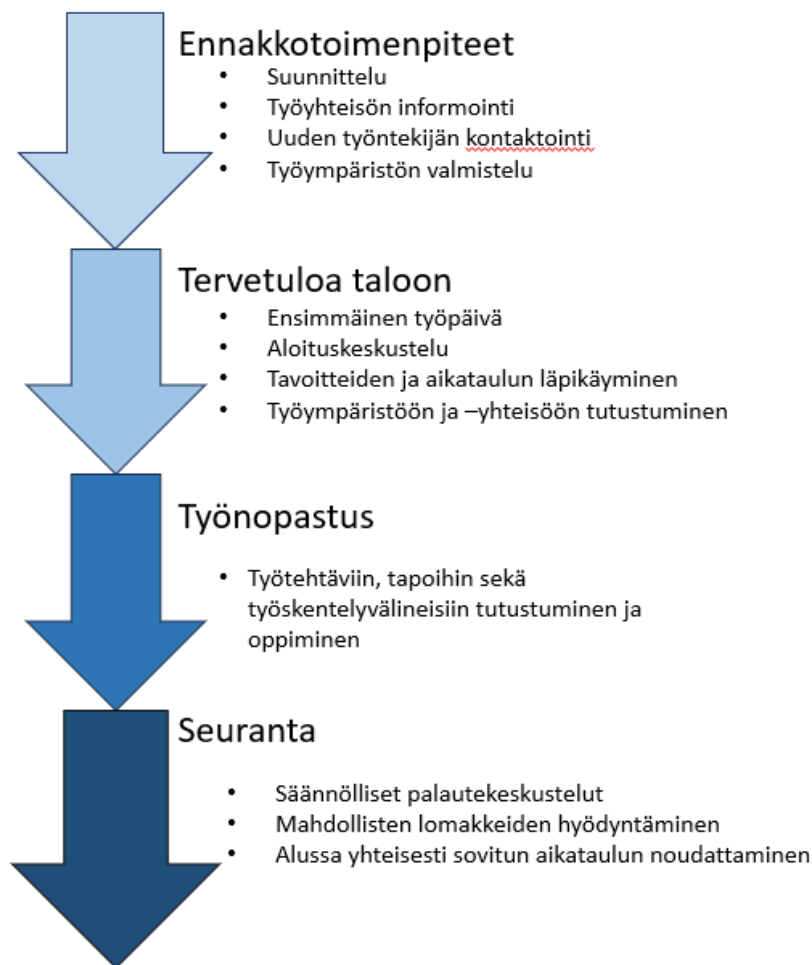 Ennakkotoimenpiteet
• Suunnittelu
• Työyhteisön informointi
• Uuden työntekijän kontaktointi
• Työympäristön valmistelu
Tervetuloa taloon
• Ensimmäinen työpäivä
• Aloituskeskustelu
• Tavoitteiden ja aikataulun läpikäyminen
• Työympäristöön ja –yhteisöön tutustuminen
Työnopastus
• Työtehtäviin, tapoihin sekä
työskentelyvälineisiin tutustuminen ja
oppiminen
Seuranta
• Säännölliset palautekeskustelut
• Mahdollisten lomakkeiden hyödyntäminen
• Alussa yhteisesti sovitun aikataulun noudattaminen